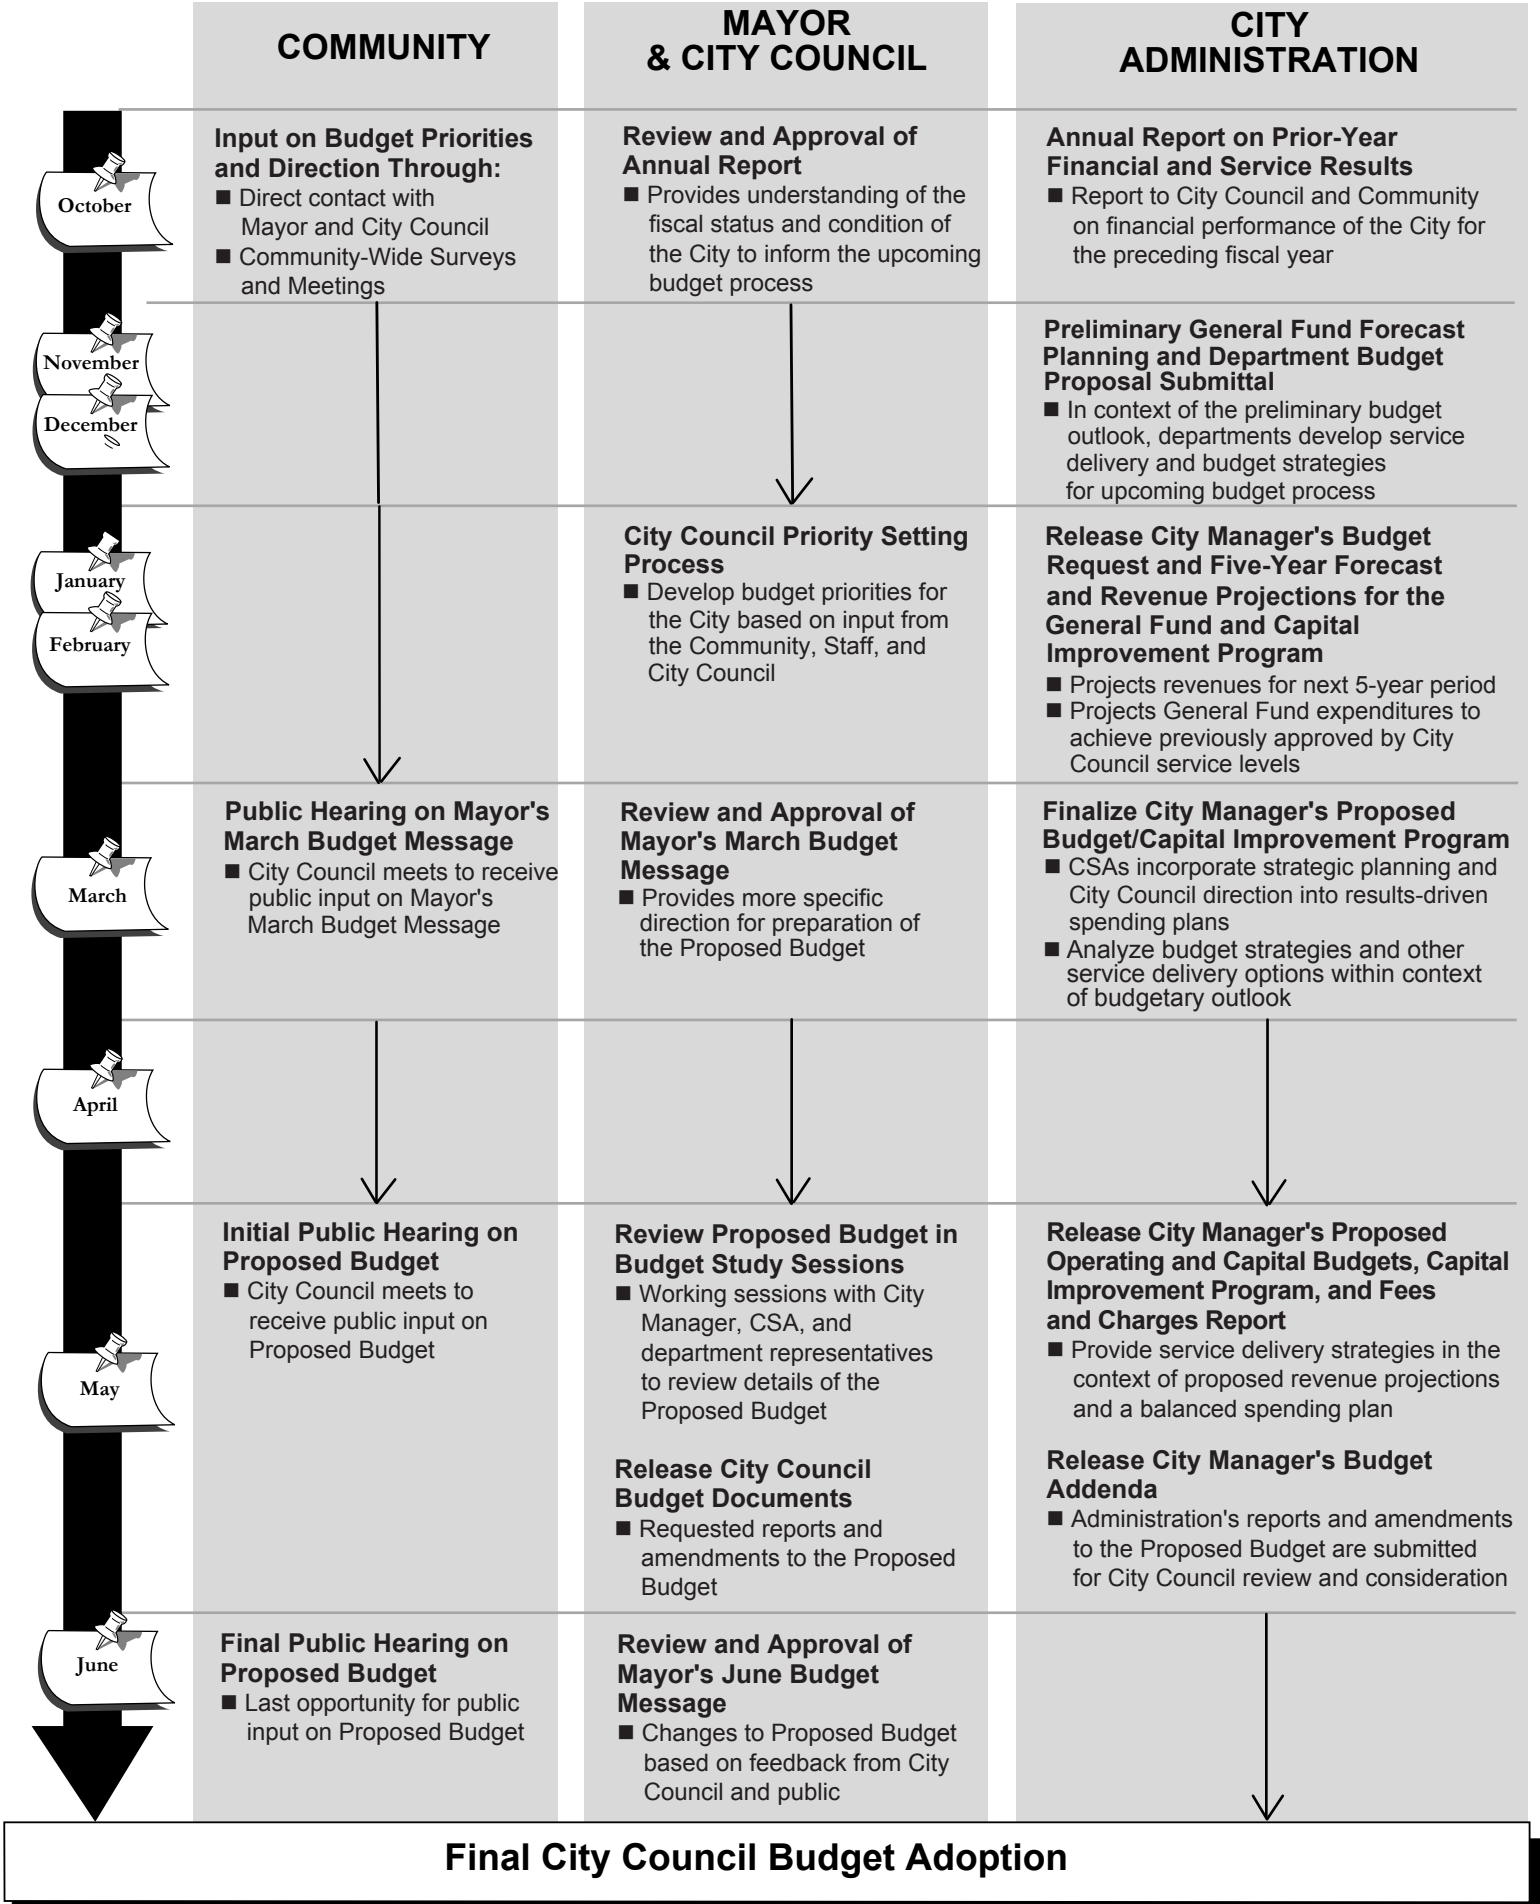 COMMUNITY
MAYOR
& CITY COUNCIL
CITY
ADMINISTRATION
October
Input on Budget Priorities
and Direction Through:
■ Direct contact with
Mayor and City Council
■ Community-Wide Surveys
and Meetings
Review and Approval of
Annual Report
■ Provides understanding of the
fiscal status and condition of
the City to inform the upcoming
budget process
Annual Report on Prior-Year
Financial and Service Results
■ Report to City Council and Community
on financial performance of the City for
the preceding fiscal year
November
December
Preliminary General Fund Forecast
Planning and Department Budget
Proposal Submittal
■ In context of the preliminary budget
outlook, departments develop service
delivery and budget strategies
for upcoming budget process
January
February
City Council Priority Setting
Process
■ Develop budget priorities for
the City based on input from
the Community, Staff, and
City Council
Release City Manager's Budget
Request and Five-Year Forecast
and Revenue Projections for the
General Fund and Capital
Improvement Program
■ Projects revenues for next 5-year period
■ Projects General Fund expenditures to
achieve previously approved by City
Council service levels
March
Public Hearing on Mayor's
March Budget Message
■ City Council meets to receive
public input on Mayor's
March Budget Message
Review and Approval of
Mayor's March Budget
Message
■ Provides more specific
direction for preparation of
the Proposed Budget
Finalize City Manager's Proposed
Budget/Capital Improvement Program
■ CSAs incorporate strategic planning and
City Council direction into results-driven
spending plans
■ Analyze budget strategies and other
service delivery options within context
of budgetary outlook
April
May
Initial Public Hearing on
Proposed Budget
■ City Council meets to
receive public input on
Proposed Budget
Review Proposed Budget in
Budget Study Sessions
■ Working sessions with City
Manager, CSA, and
department representatives
to review details of the
Proposed Budget
Release City Council
Budget Documents
■ Requested reports and
amendments to the Proposed
Budget
Release City Manager's Proposed
Operating and Capital Budgets, Capital
Improvement Program, and Fees
and Charges Report
■ Provide service delivery strategies in the
context of proposed revenue projections
and a balanced spending plan
Release City Manager's Budget
Addenda
■ Administration's reports and amendments
to the Proposed Budget are submitted
for City Council review and consideration
June
Final Public Hearing on
Proposed Budget
■ Last opportunity for public
input on Proposed Budget
Review and Approval of
Mayor's June Budget
Message
■ Changes to Proposed Budget
based on feedback from City
Council and public
Final City Council Budget Adoption